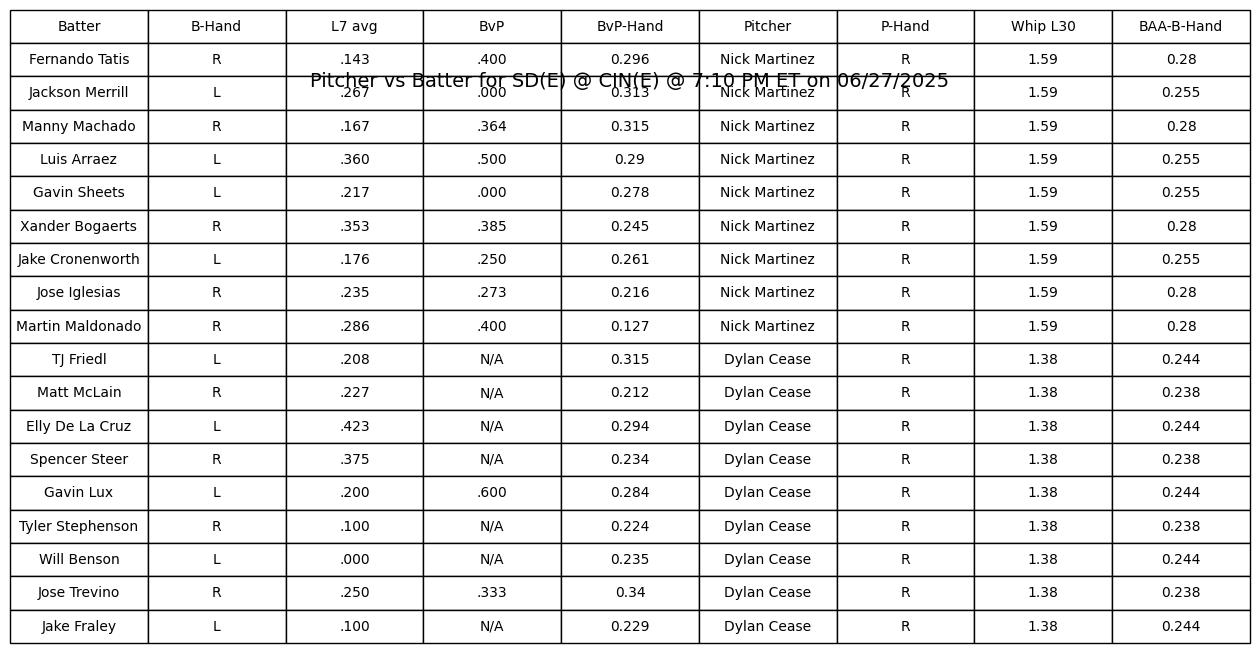 Batter B-Hand L7 avg BvP BvP-Hand Pitcher P-Hand Whip L30 BAA-B-Hand
Fernando Tatis R .143 .400 0.296 Nick Martinez R 1.59 0.28
Pitcher vs Batter for SD(E) @ CIN(E) @ 7:10 PM ET on 06/27/2025
Jackson Merrill L .267 .000 0.313 Nick Martinez R 1.59 0.255
Manny Machado R .167 .364 0.315 Nick Martinez R 1.59 0.28
Luis Arraez L .360 .500 0.29 Nick Martinez R 1.59 0.255
Gavin Sheets L .217 .000 0.278 Nick Martinez R 1.59 0.255
Xander Bogaerts R .353 .385 0.245 Nick Martinez R 1.59 0.28
Jake Cronenworth L .176 .250 0.261 Nick Martinez R 1.59 0.255
Jose Iglesias R .235 .273 0.216 Nick Martinez R 1.59 0.28
Martin Maldonado R .286 .400 0.127 Nick Martinez R 1.59 0.28
TJ Friedl L .208 N/A 0.315 Dylan Cease R 1.38 0.244
Matt McLain R .227 N/A 0.212 Dylan Cease R 1.38 0.238
Elly De La Cruz L .423 N/A 0.294 Dylan Cease R 1.38 0.244
Spencer Steer R .375 N/A 0.234 Dylan Cease R 1.38 0.238
Gavin Lux L .200 .600 0.284 Dylan Cease R 1.38 0.244
Tyler Stephenson R .100 N/A 0.224 Dylan Cease R 1.38 0.238
Will Benson L .000 N/A 0.235 Dylan Cease R 1.38 0.244
Jose Trevino R .250 .333 0.34 Dylan Cease R 1.38 0.238
Jake Fraley L .100 N/A 0.229 Dylan Cease R 1.38 0.244